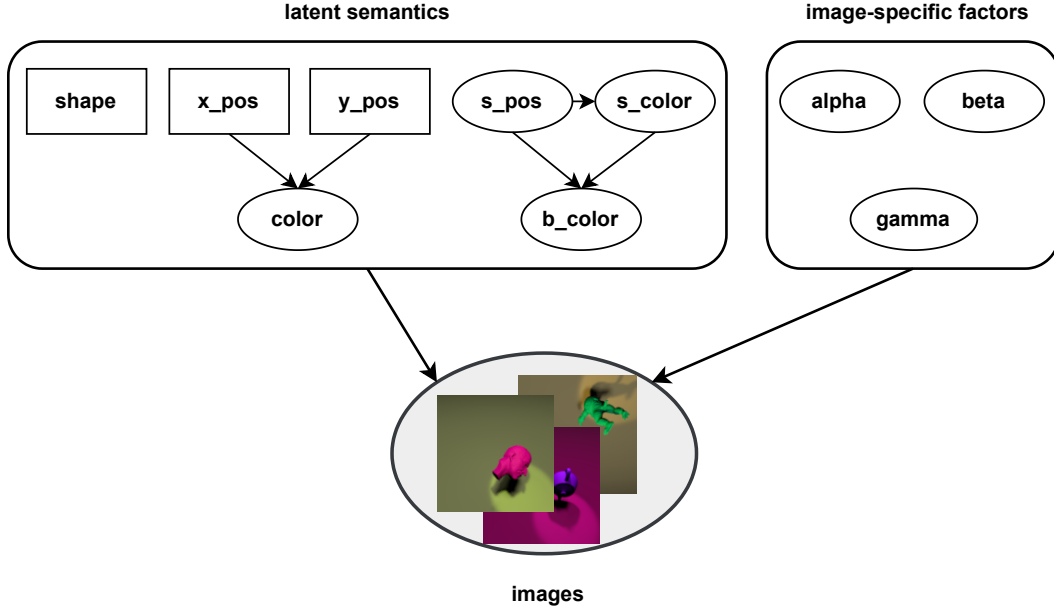 latent semantics
image-specific factors
shape
x_pos
y_pos
s_pos
s_color
alpha
beta
color
b_color
gamma
images